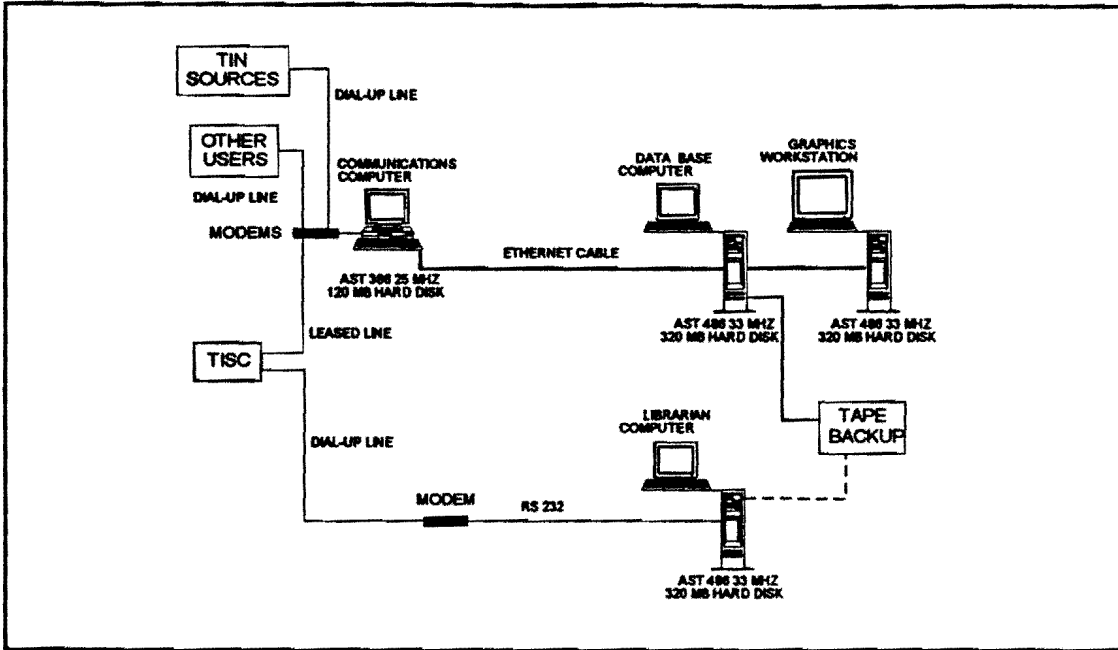 TIN
SOURCES
DIAL-UP LINE
OTHER
USERS
DIAL-UP LINE
MODEMS
COMMUNICATIONS
COMPUTER
AST 386 25 MHZ
120 MB HARD DISK
ETHERNET CABLE
DATA BASE
COMPUTER
AST 486 33 MHZ
320 MB HARD DISK
GRAPHICS
WORKSTATION
AST 486 33 MHZ
320 MB HARD DISK
LEASED LINE
TISC
DIAL-UP LINE
MODEM
RS 232
LIBRARIAN
COMPUTER
AST 486 33 MHZ
320 MB HARD DISK
TAPE
BACKUP